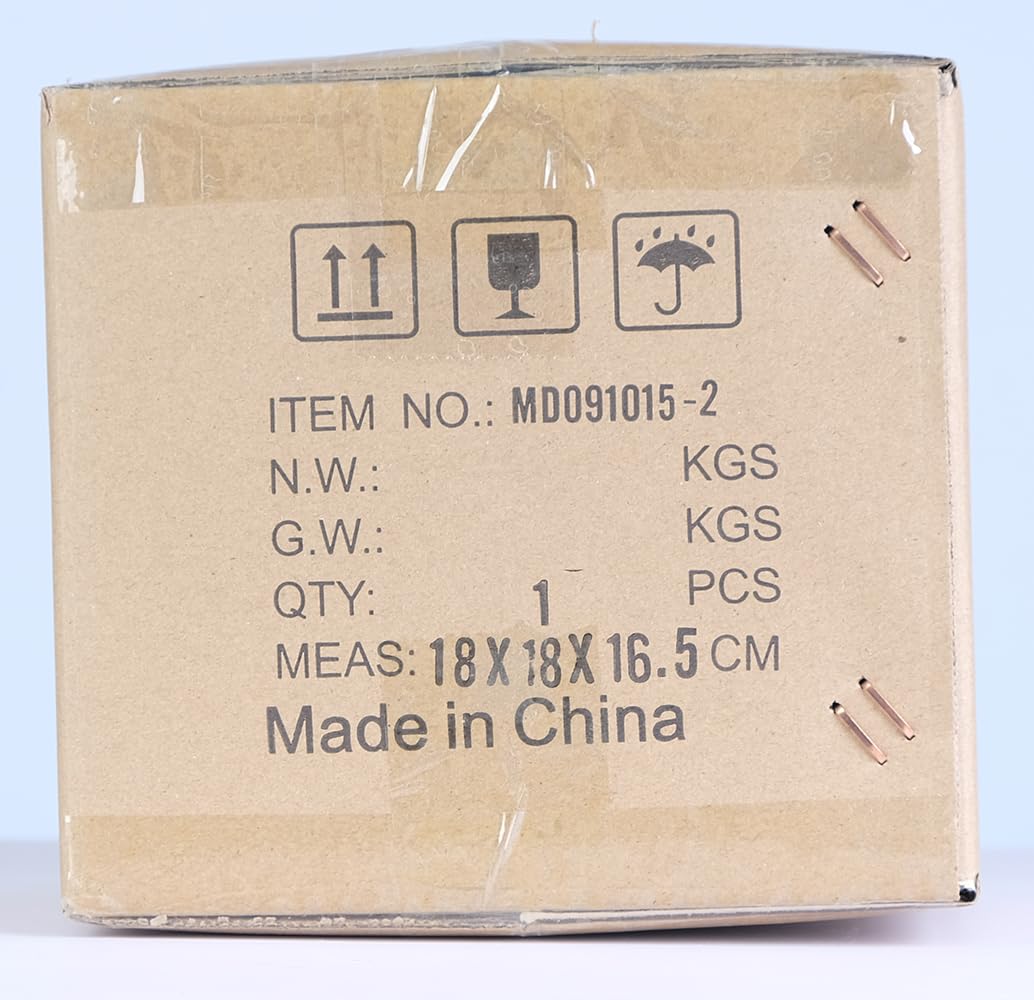 ITEM NO.: MD091015-2
N.W.: KGS
G.W.: KGS
QTY: 1 PCS
MEAS: 18X18X16.5 CM
Made in China